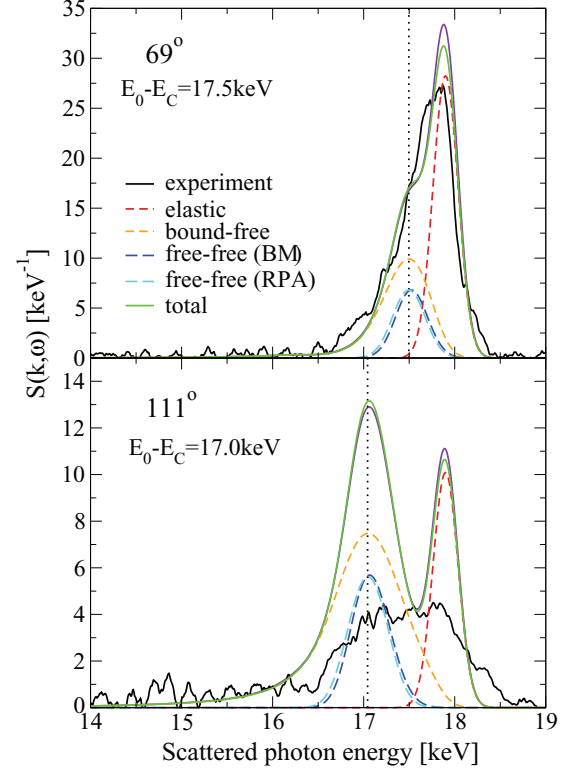 35
30
25
20
15
10
5
0
69°
E₀-E_C=17.5keV
experiment
elastic
bound-free
free-free (BM)
free-free (RPA)
total
S(k,ω) [keV⁻¹]
14
12
10
8
6
4
2
0
111°
E₀-E_C=17.0keV
14 15 16 17 18 19
Scattered photon energy [keV]